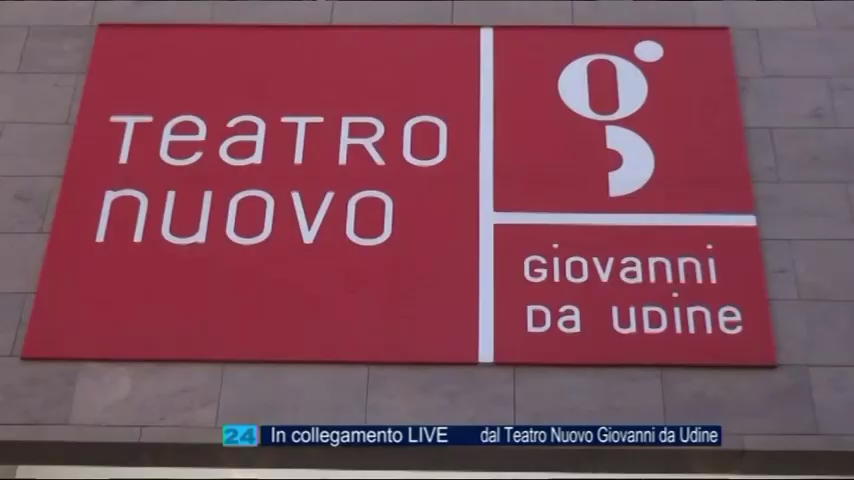 Teatro
nuovo
g
Giovanni
Da Udine
24 In collegamento LIVE dal Teatro Nuovo Giovanni da Udine